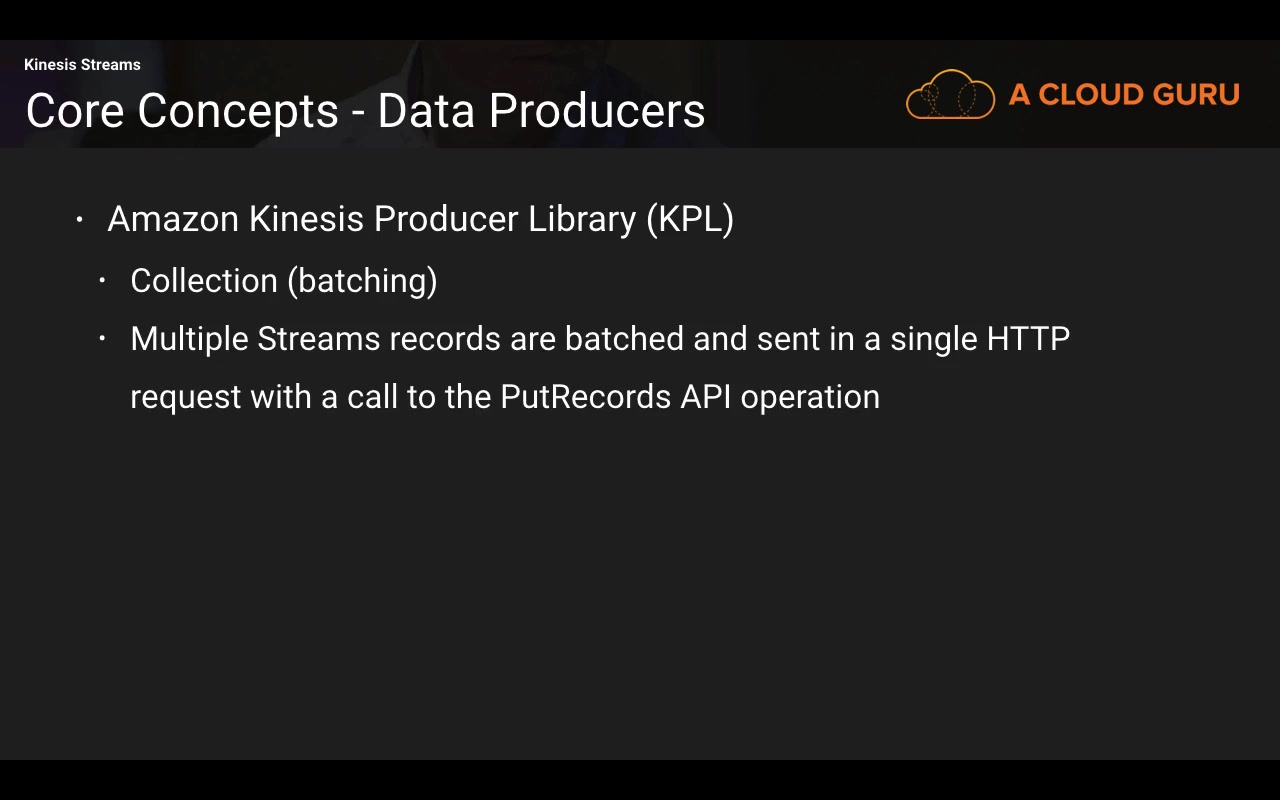 Kinesis Streams
Core Concepts - Data Producers
A CLOUD GURU
• Amazon Kinesis Producer Library (KPL)
• Collection (batching)
• Multiple Streams records are batched and sent in a single HTTP
request with a call to the PutRecords API operation